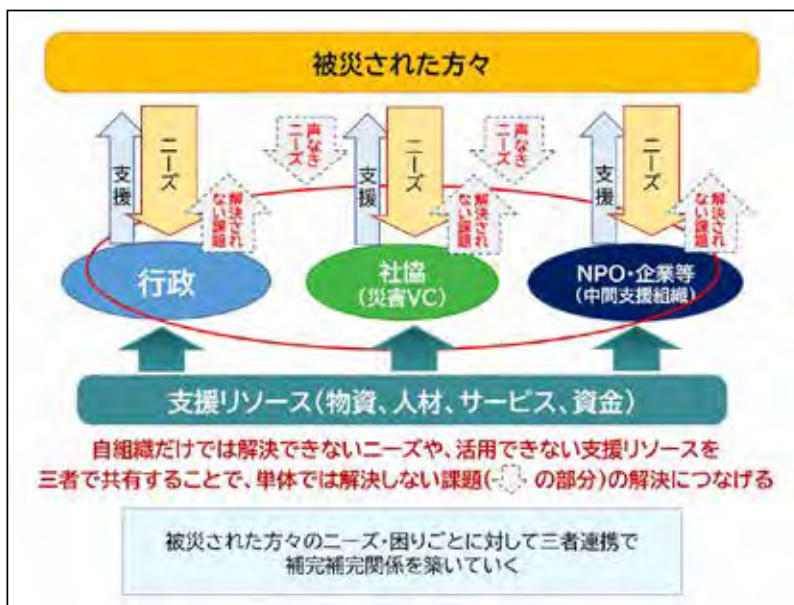 被災された方々
支援
ニーズ
解決されない課題
声なきニーズ
支援
ニーズ
解決されない課題
声なきニーズ
支援
ニーズ
解決されない課題
行政
社協
(災害VC)
NPO・企業等
(中間支援組織)
支援リソース(物資、人材、サービス、資金)
自組織だけでは解決できないニーズや、活用できない支援リソースを
三者で共有することで、単体では解決しない課題( の部分)の解決につなげる
被災された方々のニーズ・困りごとに対して三者連携で
補完補完関係を築いていく